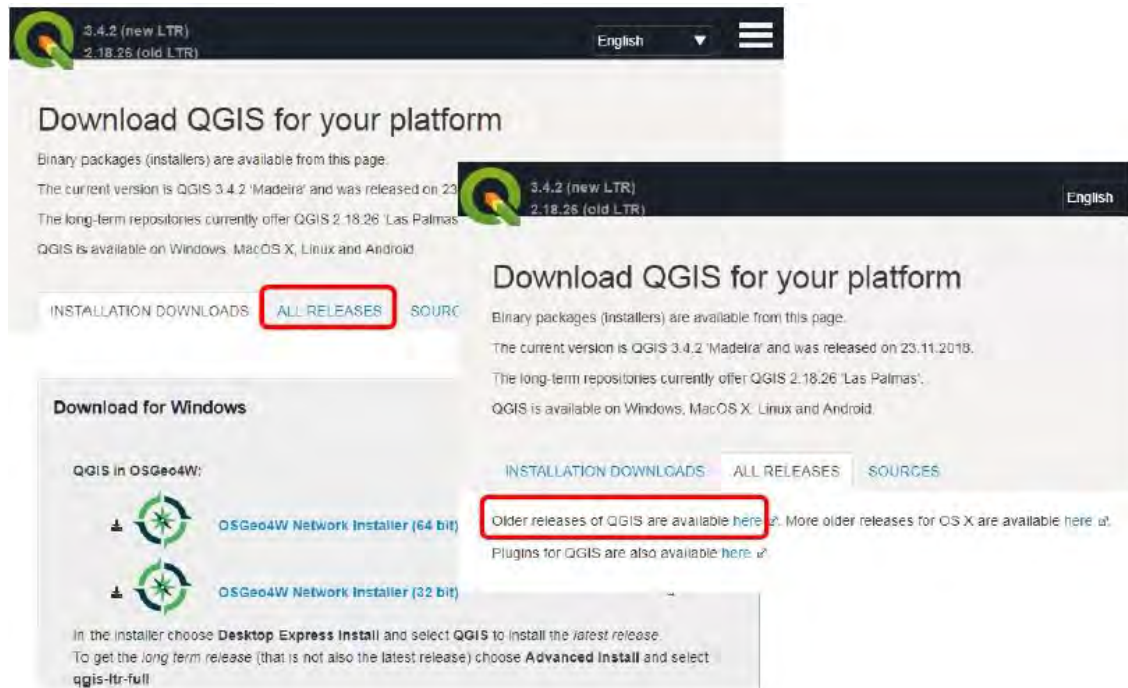 3.4.2 (new LTR)
2.18.26 (old LTR)
English
Download QGIS for your platform
Binary packages (installers) are available from this page.
The current version is QGIS 3.4.2 'Madeira' and was released on 23
The long-term repositories currently offer QGIS 2.18.26 'Las Palmas
QGIS is available on Windows, MacOS X, Linux and Android
INSTALLATION DOWNLOADS ALL RELEASES SOURC
Download for Windows
QGIS in OSGeo4W:
OSGeo4W Network Installer (64 bit)
OSGeo4W Network Installer (32 bit)
In the installer choose Desktop Express Install and select QGIS to install the latest release.
To get the long term release (that is not also the latest release) choose Advanced Install and select
qgis-ltr-full
3.4.2 (new LTR)
2.18.26 (old LTR)
English
Download QGIS for your platform
Binary packages (installers) are available from this page.
The current version is QGIS 3.4.2 'Madeira' and was released on 23.11.2018.
The long-term repositories currently offer QGIS 2.18.26 'Las Palmas'.
QGIS is available on Windows, MacOS X, Linux and Android.
INSTALLATION DOWNLOADS ALL RELEASES SOURCES
Older releases of QGIS are available here. More older releases for OS X are available here.
Plugins for QGIS are also available here